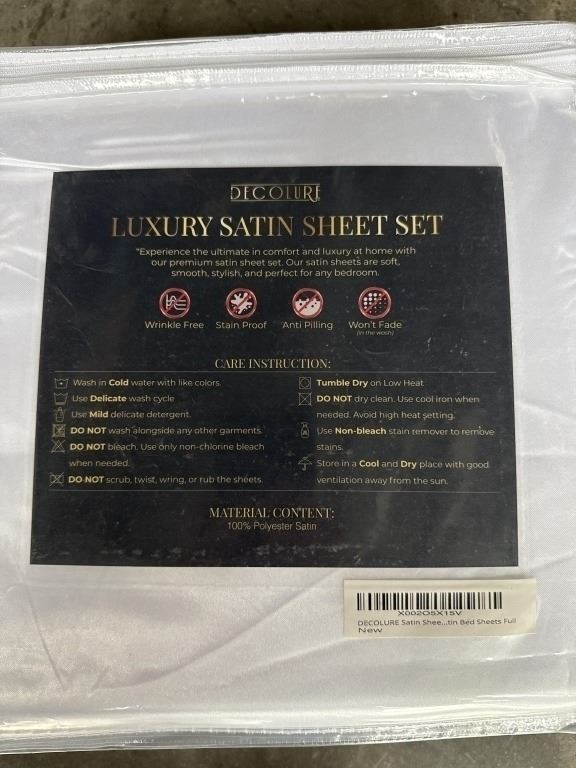 DECOLURE
LUXURY SATIN SHEET SET
"Experience the ultimate in comfort and luxury at home with
our premium satin sheet set. Our satin sheets are soft,
smooth, stylish, and perfect for any bedroom.
Wrinkle Free
Stain Proof
Anti Pilling
Won't Fade
(in the wash)
CARE INSTRUCTION:
Wash in Cold water with like colors.
Use Delicate wash cycle
Use Mild delicate detergent.
DO NOT wash alongside any other garments.
DO NOT bleach. Use only non-chlorine bleach
when needed.
DO NOT scrub, twist, wring, or rub the sheets.
Tumble Dry on Low Heat
DO NOT dry clean. Use cool iron when
needed. Avoid high heat setting.
Use Non-bleach stain remover to remove
stains.
Store in a Cool and Dry place with good
ventilation away from the sun.
MATERIAL CONTENT:
100% Polyester Satin
X002O5X15V
DECOLURE Satin Shee...tin Bed Sheets Full
New